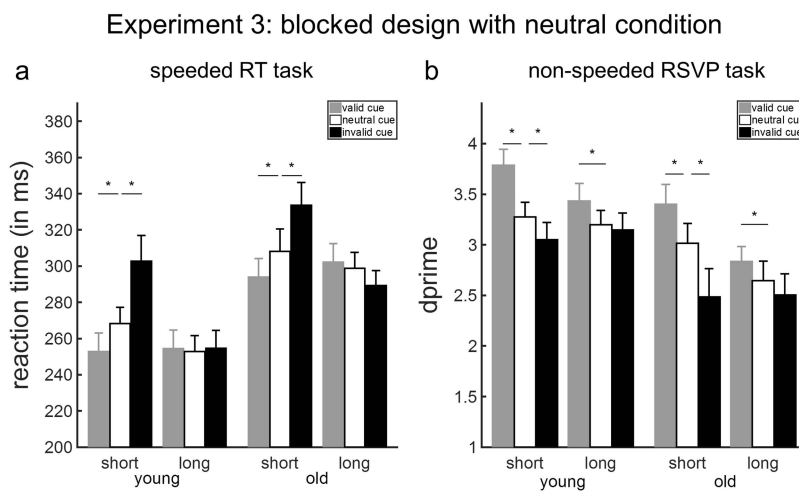 Experiment 3: blocked design with neutral condition
a
speeded RT task
valid cue
neutral cue
invalid cue
reaction time (in ms)
380
360
340
320
300
280
260
240
220
200
* * * *
short long short long
young old
b
non-speeded RSVP task
valid cue
neutral cue
invalid cue
dprime
4
3.5
3
2.5
2
1.5
1
* * * * * *
short long short long
young old